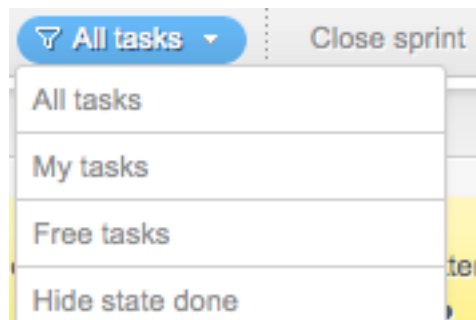 All tasks Close sprint
All tasks
My tasks
Free tasks
Hide state done